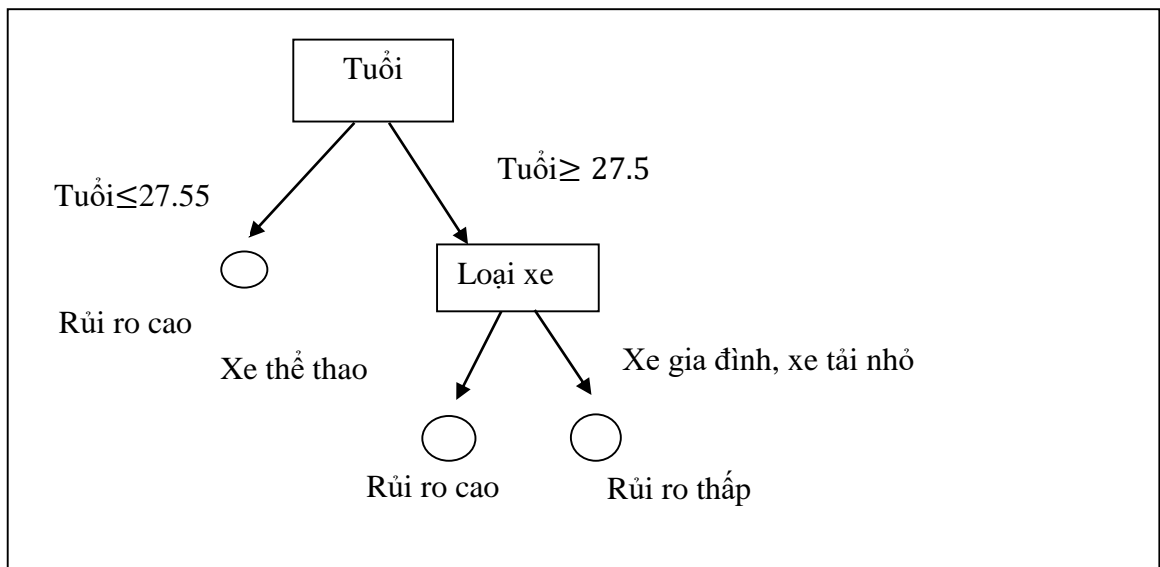 Tuổi
Tuổi≥ 27.5
Tuổi≤27.55
Loại xe
Rủi ro cao
Xe thể thao
Xe gia đình, xe tải nhỏ
Rủi ro cao
Rủi ro thấp